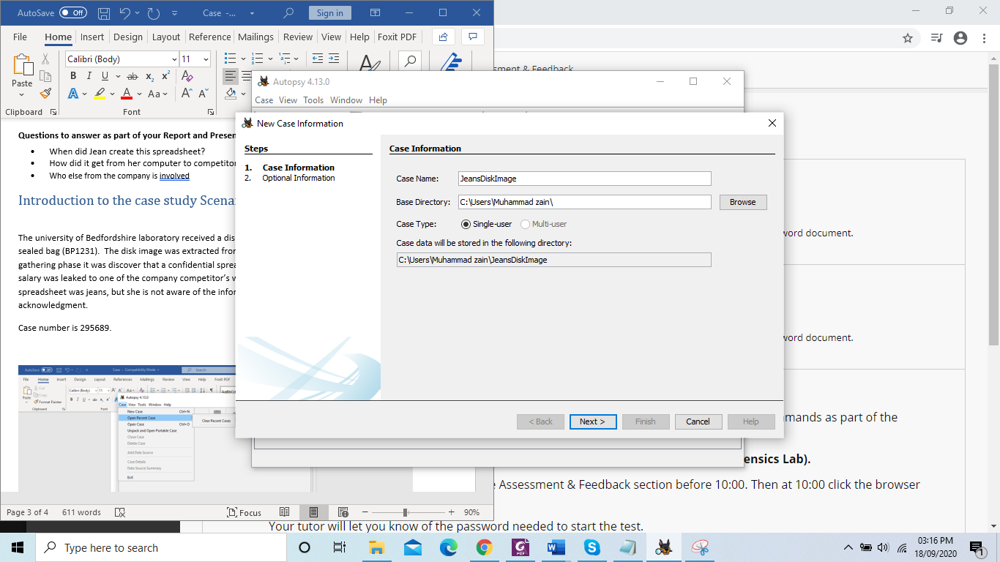 AutoSave Off Case -... Sign in
File Home Insert Design Layout Reference Mailings Review View Help Foxit PDF
Calibri (Body) 11
Paste
Clipboard Font
Questions to answer as part of your Report and Presen
• When did Jean create this spreadsheet?
• How did it get from her computer to competitor
• Who else from the company is involved
Introduction to the case study Scena
The university of Bedfordshire laboratory received a dis
sealed bag (BP1231). The disk image was extracted from
gathering phase it was discover that a confidential sprea
salary was leaked to one of the company competitor's w
spreadsheet was jeans, but she is not aware of the infor
acknowledgment.
Case number is 295689.
AutoSave Off Case - Compatibility Mode Search
File Home Insert Draw Design Layout References Mailings Review View Help Foxit PDF
Cut
Copy
Format Painter
Paste
Clipboard
Calibri (Body) 11
Autopsy 4.13.0
Case View Tools Window Help
New Case Ctrl+N
Open Recent Case
Clear Recent Cases
Open Case Ctrl+O
Unpack and Open Portable Case
Close Case
Delete Case
Add Data Source
Case Details
Data Source Summary
Exit
Page 3 of 4 611 words Focus 90%
Autopsy 4.13.0
Case View Tools Window Help
New Case Information
Steps
1. Case Information
2. Optional Information
Case Information
Case Name: JeansDiskImage
Base Directory: C:\Users\Muhammad zain\ Browse
Case Type: Single-user Multi-user
Case data will be stored in the following directory:
C:\Users\Muhammad zain\JeansDiskImage
< Back Next > Finish Cancel Help
ssment & Feedback
word document.
word document.
mands as part of the
ensics Lab).
e Assessment & Feedback section before 10:00. Then at 10:00 click the browser
Your tutor will let you know of the password needed to start the test.
Type here to search
03:16 PM
18/09/2020
1